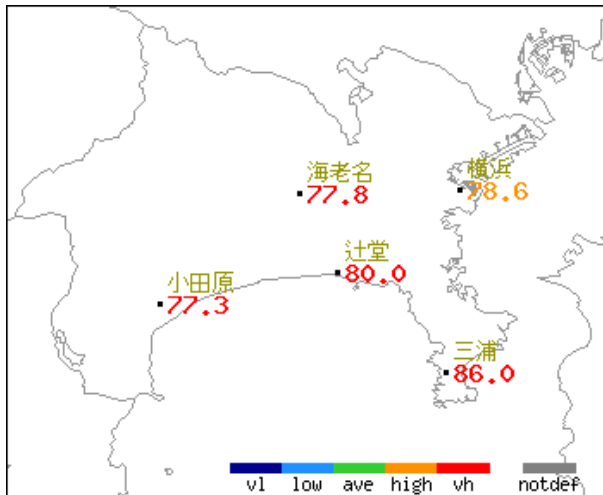 海老名
77.8
横浜
78.6
辻堂
80.0
小田原
77.3
三浦
86.0
vl low ave high vh notdef